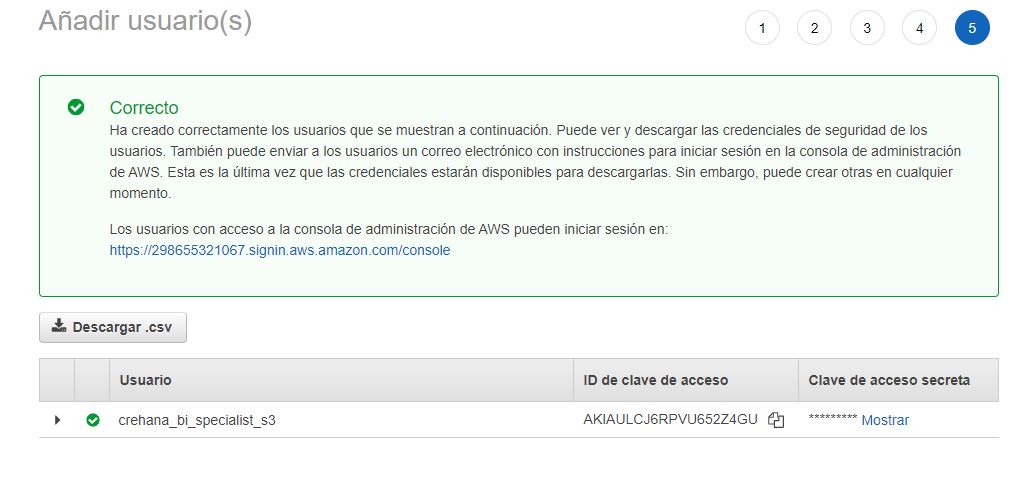 Añadir usuario(s)
1 2 3 4 5
Correcto
Ha creado correctamente los usuarios que se muestran a continuación. Puede ver y descargar las credenciales de seguridad de los
usuarios. También puede enviar a los usuarios un correo electrónico con instrucciones para iniciar sesión en la consola de administración
de AWS. Esta es la última vez que las credenciales estarán disponibles para descargarlas. Sin embargo, puede crear otras en cualquier
momento.
Los usuarios con acceso a la consola de administración de AWS pueden iniciar sesión en:
https://298655321067.signin.aws.amazon.com/console
Descargar .csv
Usuario ID de clave de acceso Clave de acceso secreta
crehana_bi_specialist_s3 AKIAULCJ6RPVU652Z4GU ********* Mostrar